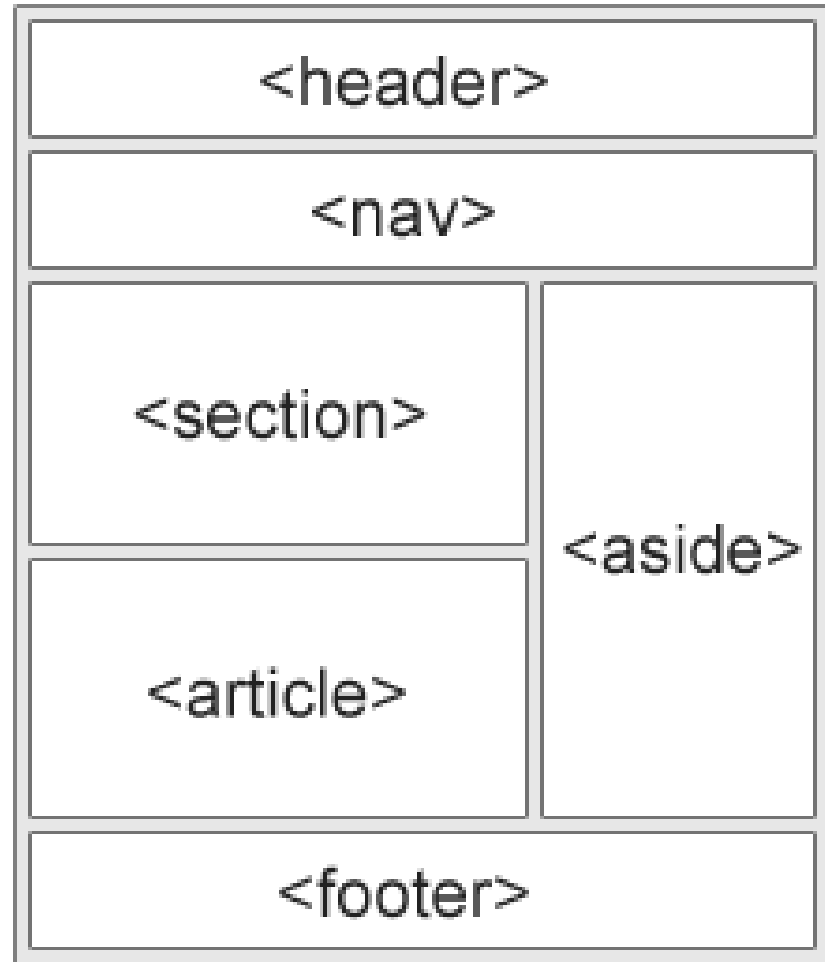 <header>
<nav>
<section>
<aside>
<article>
<footer>